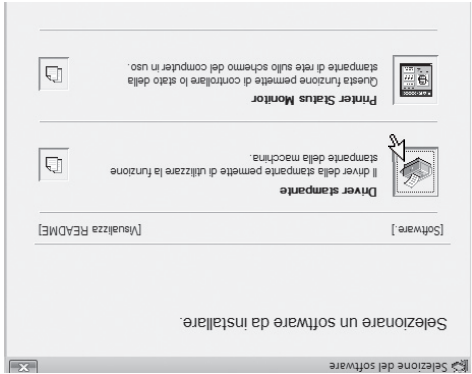 Selezione del software
Selezionare un software da installare.
[Software ] [Visualizza README]
Driver stampante
Il driver della stampante permette di utilizzare la funzione
stampante della macchina.
Printer Status Monitor
Questa funzione permette di controllare lo stato della
stampante di rete sullo schermo del computer in uso.